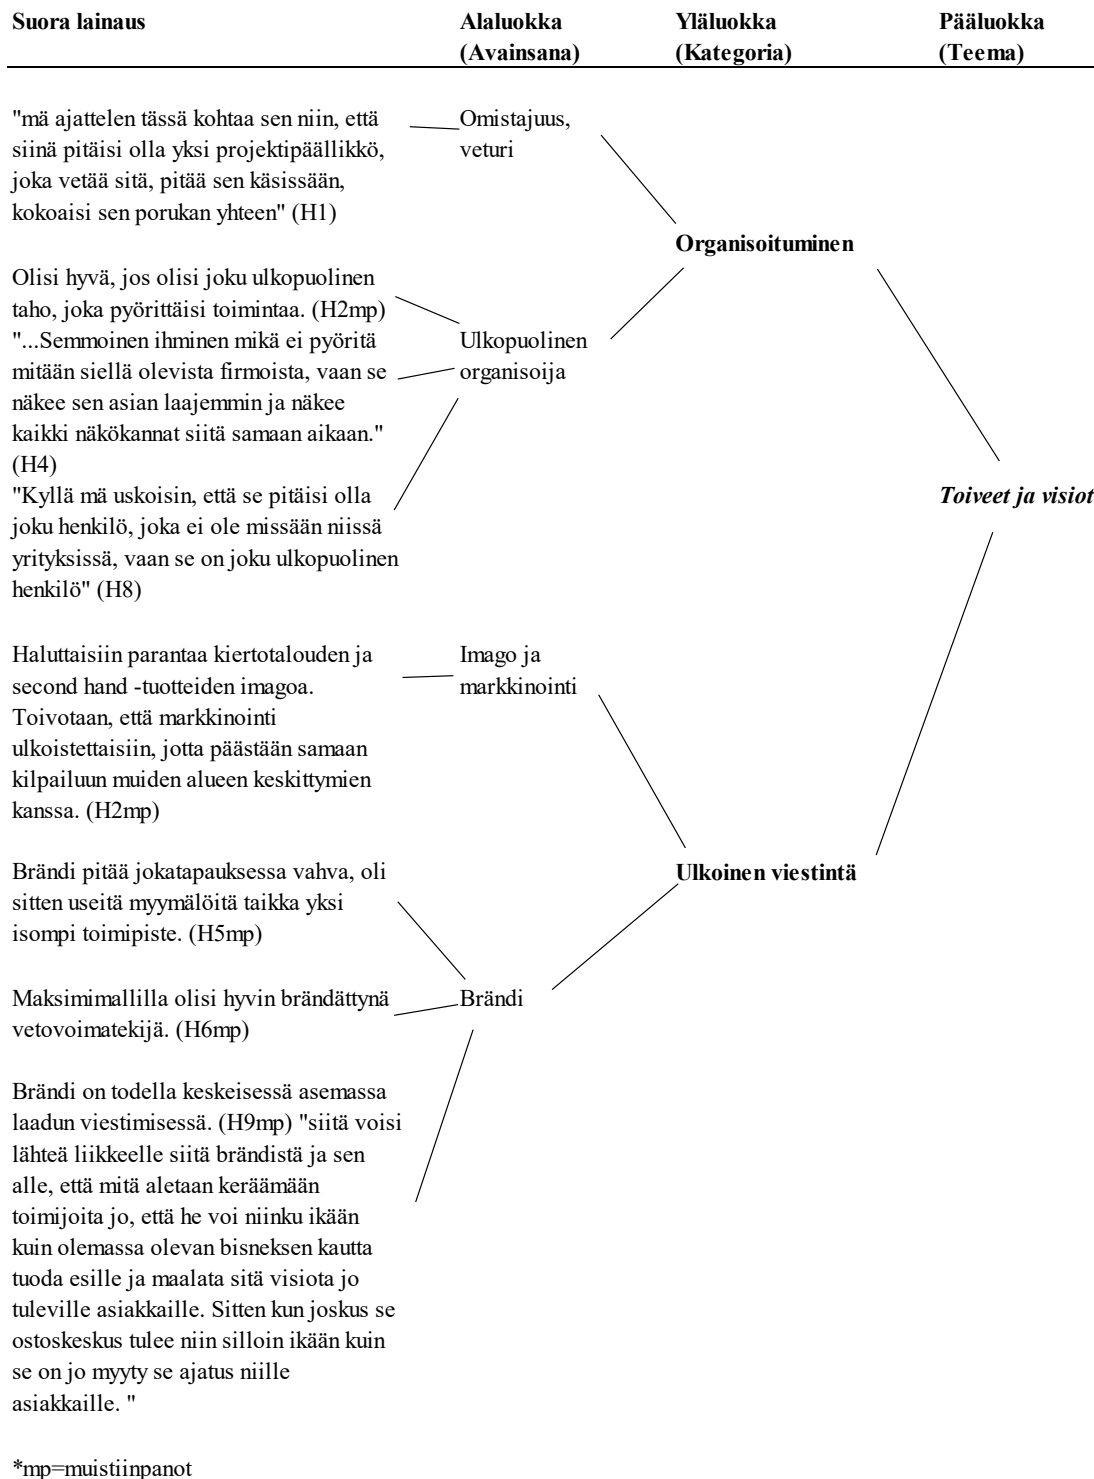 Suora lainaus
Alaluokka
(Avainsana)
Yläluokka
(Kategoria)
Pääluokka
(Teema)
"mä ajattelen tässä kohtaa sen niin, että
siinä pitäisi olla yksi projektipäällikkö,
joka vetää sitä, pitää sen käsissään,
kokoaisi sen porukan yhteen" (H1)
Omistajuus,
veturi
Organisoituminen
Olisi hyvä, jos olisi joku ulkopuolinen
taho, joka pyörittäisi toimintaa. (H2mp)
"...Semmoinen ihminen mikä ei pyöritä
mitään siellä olevista firmoista, vaan se
näkee sen asian laajemmin ja näkee
kaikki näkökannat siitä samaan aikaan."
(H4)
"Kyllä mä uskoisin, että se pitäisi olla
joku henkilö, joka ei ole missään niissä
yrityksissä, vaan se on joku ulkopuolinen
henkilö" (H8)
Ulkopuolinen
organisoija
Toiveet ja visiot
Haluttaisiin parantaa kiertotalouden ja
second hand -tuotteiden imagoa.
Toivotaan, että markkinointi
ulkoistettaisiin, jotta päästään samaan
kilpailuun muiden alueen keskittymien
kanssa. (H2mp)
Imago ja
markkinointi
Brändi pitää jokatapauksessa vahva, oli
sitten useitä myymälöitä taikka yksi
isompi toimipiste. (H5mp)
Ulkoinen viestintä
Maksimimallilla olisi hyvin brändättynä
vetovoimatekijä. (H6mp)
Brändi
Brändi on todella keskeisessä asemassa
laadun viestimisessä. (H9mp) "siitä voisi
lähteä liikkeelle siitä brändistä ja sen
alle, että mitä aletaan keräämään
toimijoita jo, että he voi niinku ikään
kuin olemassa olevan bisneksen kautta
tuoda esille ja maalata sitä visiota jo
tuleville asiakkaille. Sitten kun joskus se
ostoskeskus tulee niin silloin ikään kuin
se on jo myyty se ajatus niille
asiakkaille. "
*mp=muistiinpanot